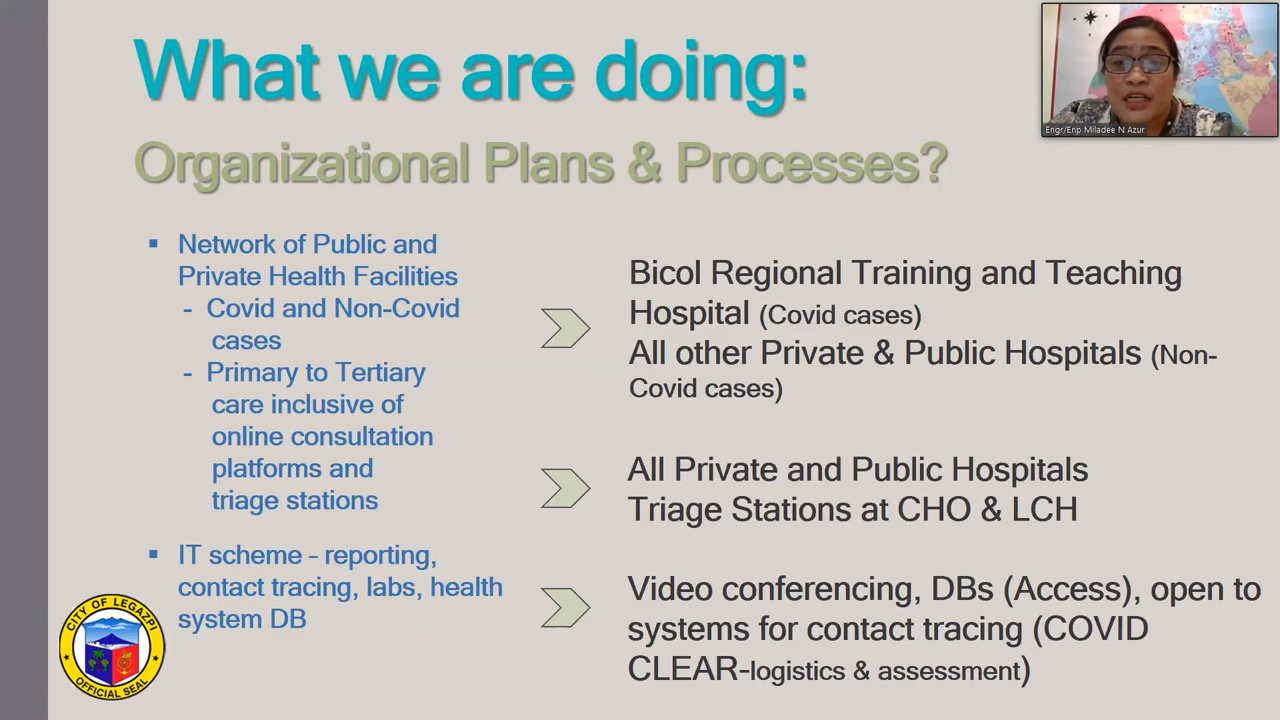 What we are doing:
Engr/Enp Miladee N Azur
Organizational Plans & Processes?
▪ Network of Public and
Private Health Facilities
- Covid and Non-Covid
cases
- Primary to Tertiary
care inclusive of
online consultation
platforms and
triage stations
▪ IT scheme – reporting,
contact tracing, labs, health
system DB
Bicol Regional Training and Teaching
Hospital (Covid cases)
All other Private & Public Hospitals (Non-
Covid cases)
All Private and Public Hospitals
Triage Stations at CHO & LCH
Video conferencing, DBs (Access), open to
systems for contact tracing (COVID
CLEAR-logistics & assessment)
CITY OF LEGAZPI
OFFICIAL SEAL